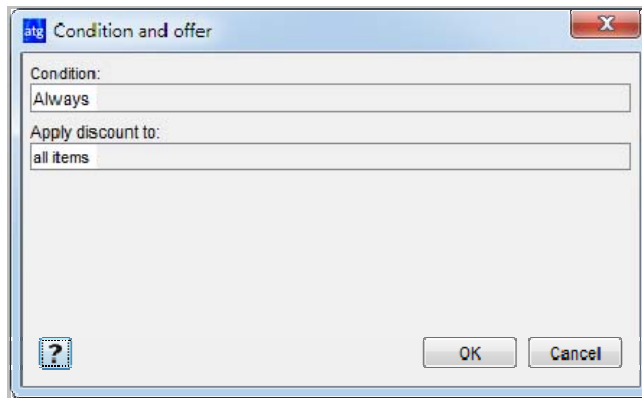 atg Condition and offer
Condition:
Always
Apply discount to:
all items
?
OK Cancel